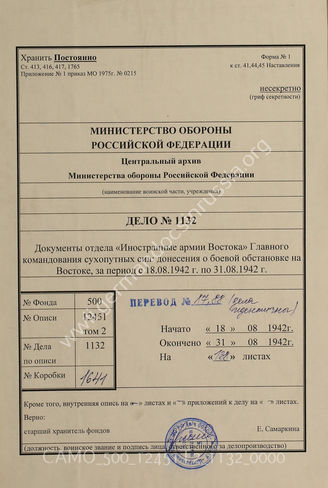 Хранить Постоянно
Форма № 1
Ст. 413, 416, 417, 1765
к ст. 41,44,45 Наставления
Приложение № 1 приказ МО 1975г. № 0215
несекретно
(гриф секретности)
МИНИСТЕРСТВО ОБОРОНЫ
РОССИЙСКОЙ ФЕДЕРАЦИИ
Центральный архив
Министерства обороны Российской Федерации
(наименование воинской части, учреждения)
ДЕЛО № 1132
Документы отдела «Иностранные армии Востока» Главного
командования сухопутных сил: донесения о боевой обстановке на
Востоке, за период с 18.08.1942 г. по 31.08.1942 г.
№ Фонда 500
ПЕРЕВОД №
№ Описи 12451
том 2
Начато « 18 » 08 1942г.
№ Дела 1132
Окончено « 31 » 08 1942г.
по описи
На листах
№ Коробки 1641
Кроме того, внутренняя опись на листах и приложений к делу на листах.
Верно:
старший хранитель фондов
Е. Самаркина
(должность, воинское звание и подпись лица, ответственного за делопроизводство)